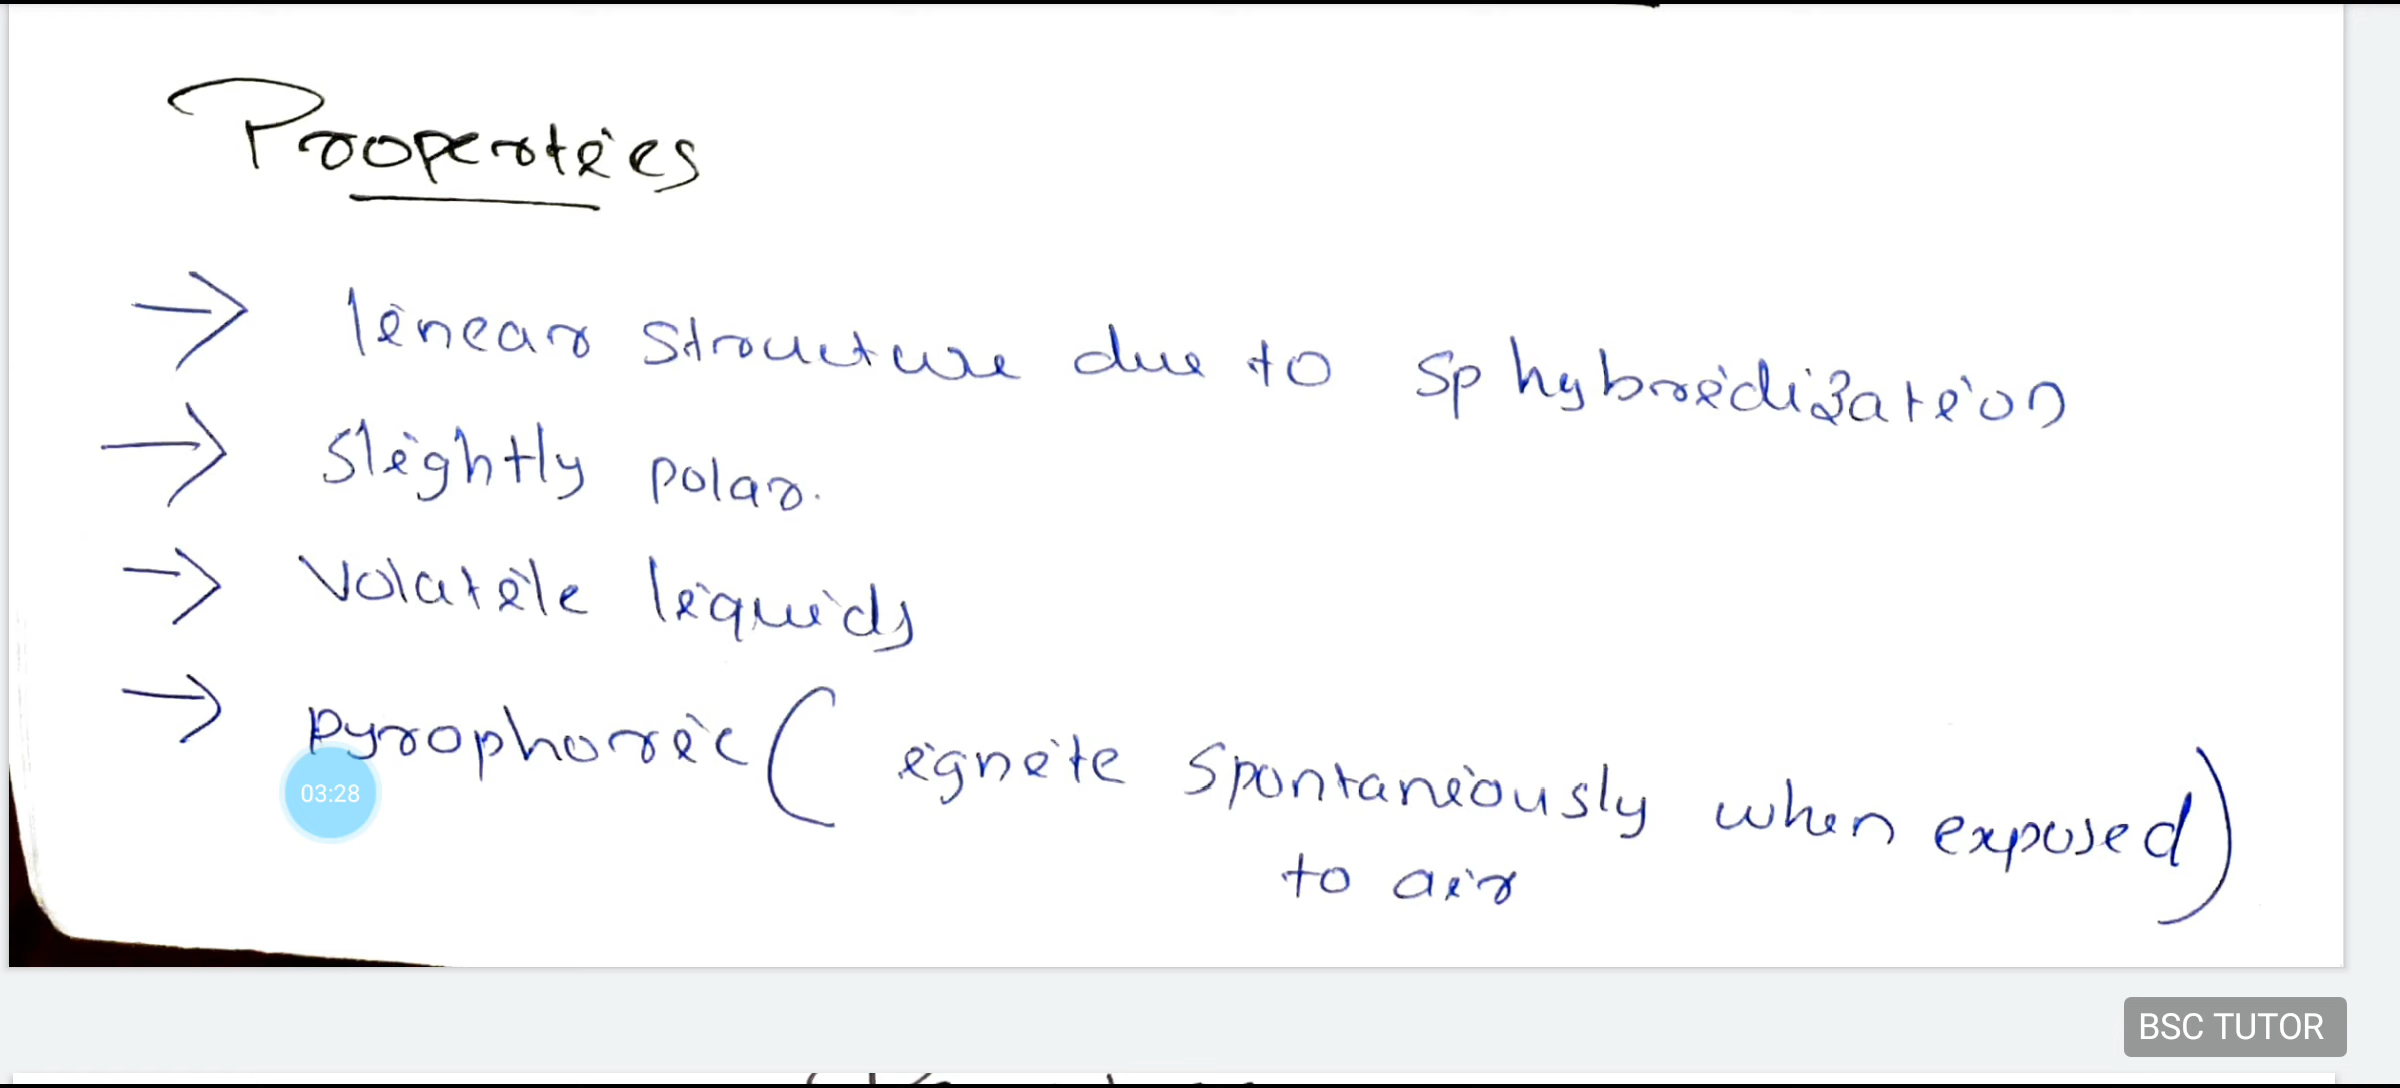 Properties
→ linear structure due to sp hybridization
→ slightly polar.
→ volatile liquids
→ pyrophoric ( ignite spontaneously when exposed)
to air
03:28
BSC TUTOR